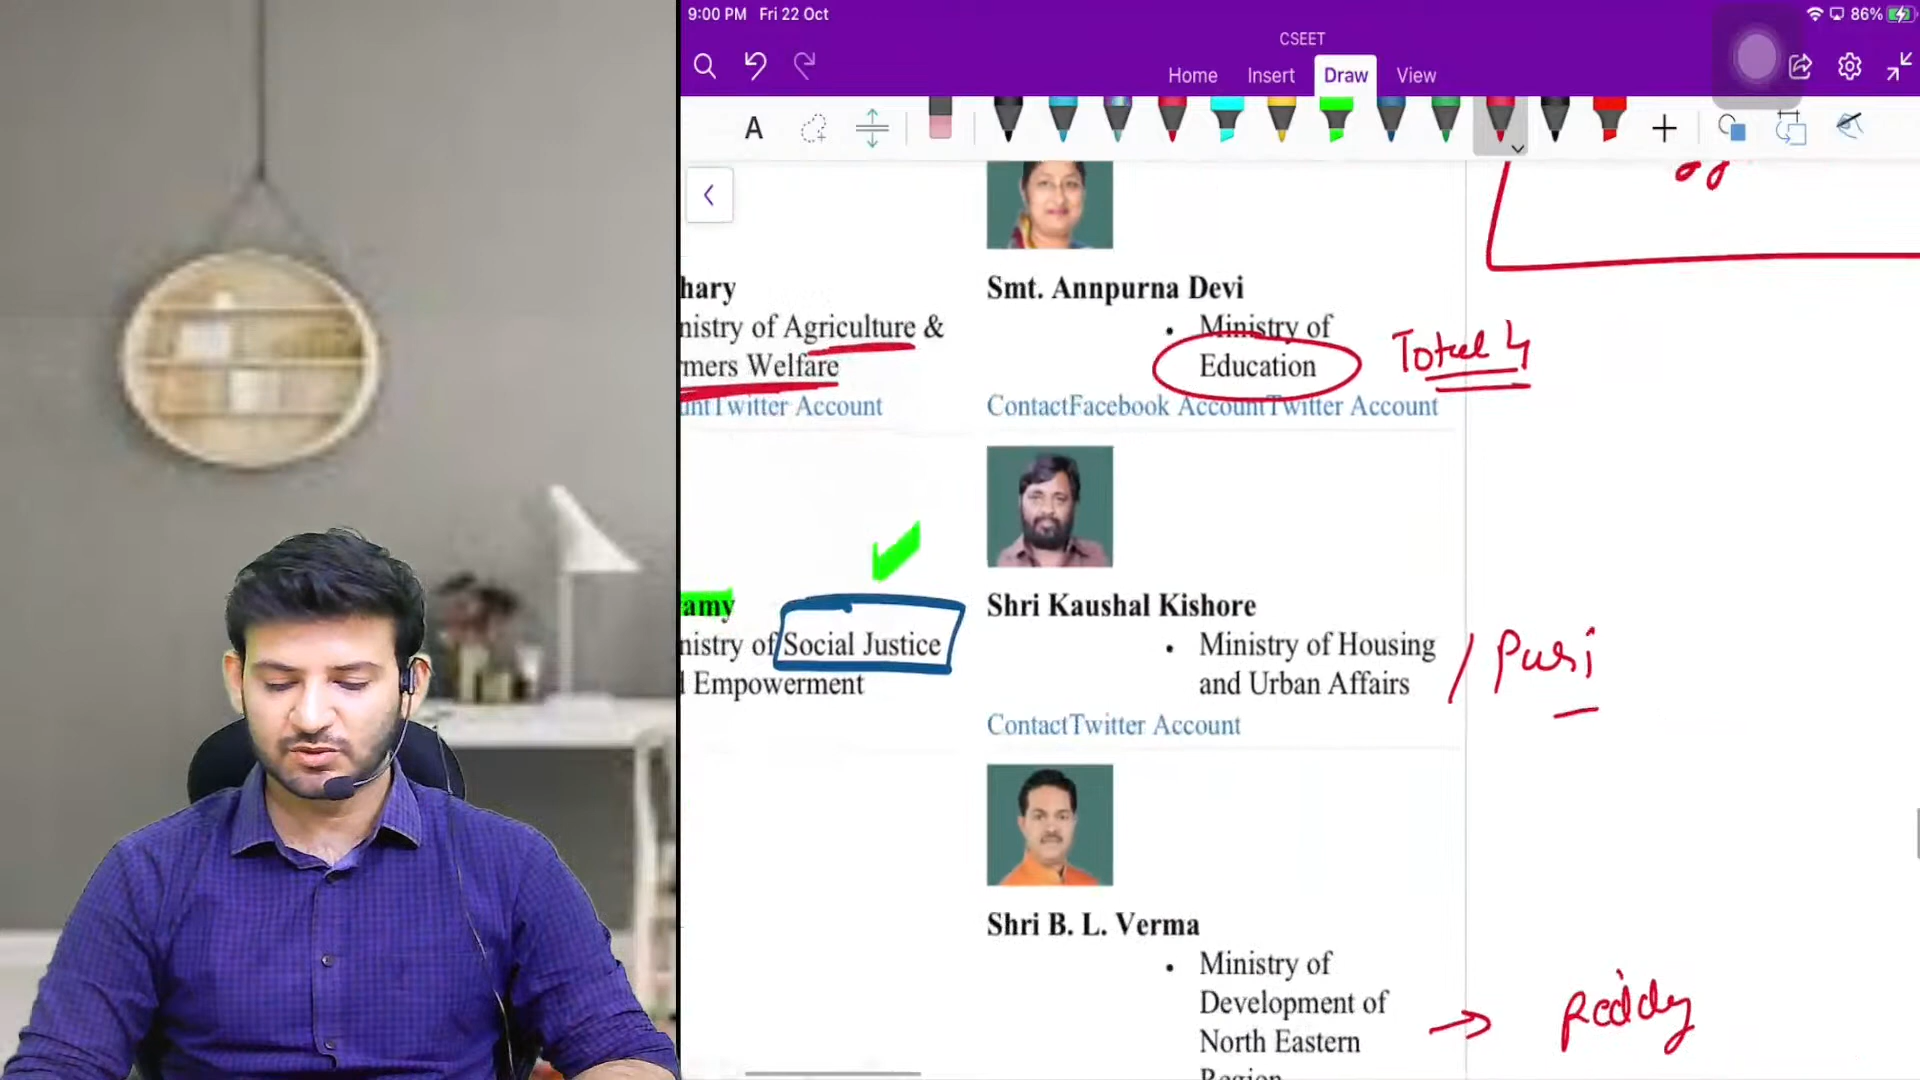 9:00 PM Fri 22 Oct
86%
CSEET
Home Insert Draw View
A
hary
nistry of Agriculture &
mers Welfare
untTwitter Account
Smt. Annpurna Devi
• Ministry of
Education
Total 4
ContactFacebook AccountTwitter Account
amy
nistry of Social Justice
d Empowerment
Shri Kaushal Kishore
• Ministry of Housing
and Urban Affairs
/ Puri
ContactTwitter Account
Shri B. L. Verma
• Ministry of
Development of
North Eastern
Region
→ Reddy